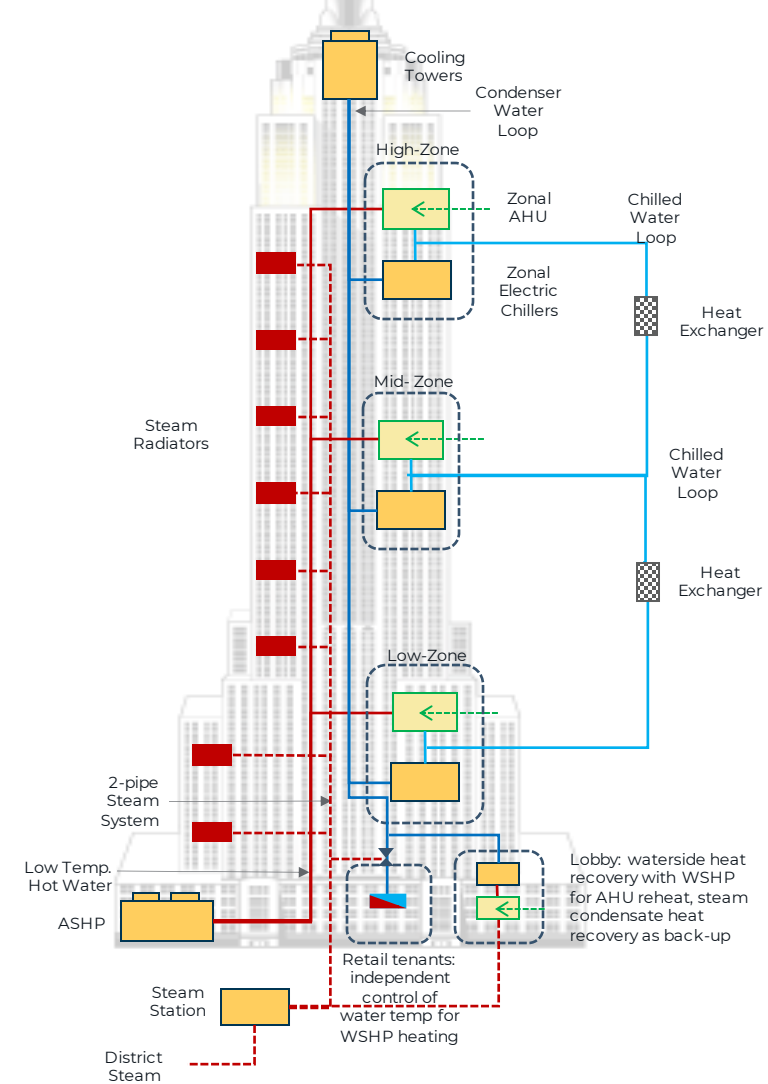 Cooling
Towers
Condenser
Water
Loop
High-Zone
Zonal
AHU
Chilled
Water
Loop
Zonal
Electric
Chillers
Heat
Exchanger
Mid- Zone
Steam
Radiators
Chilled
Water
Loop
Heat
Exchanger
Low-Zone
2-pipe
Steam
System
Low Temp.
Hot Water
ASHP
Lobby: waterside heat
recovery with WSHP
for AHU reheat, steam
condensate heat
recovery as back-up
Retail tenants:
independent
control of
water temp for
WSHP heating
Steam
Station
District
Steam